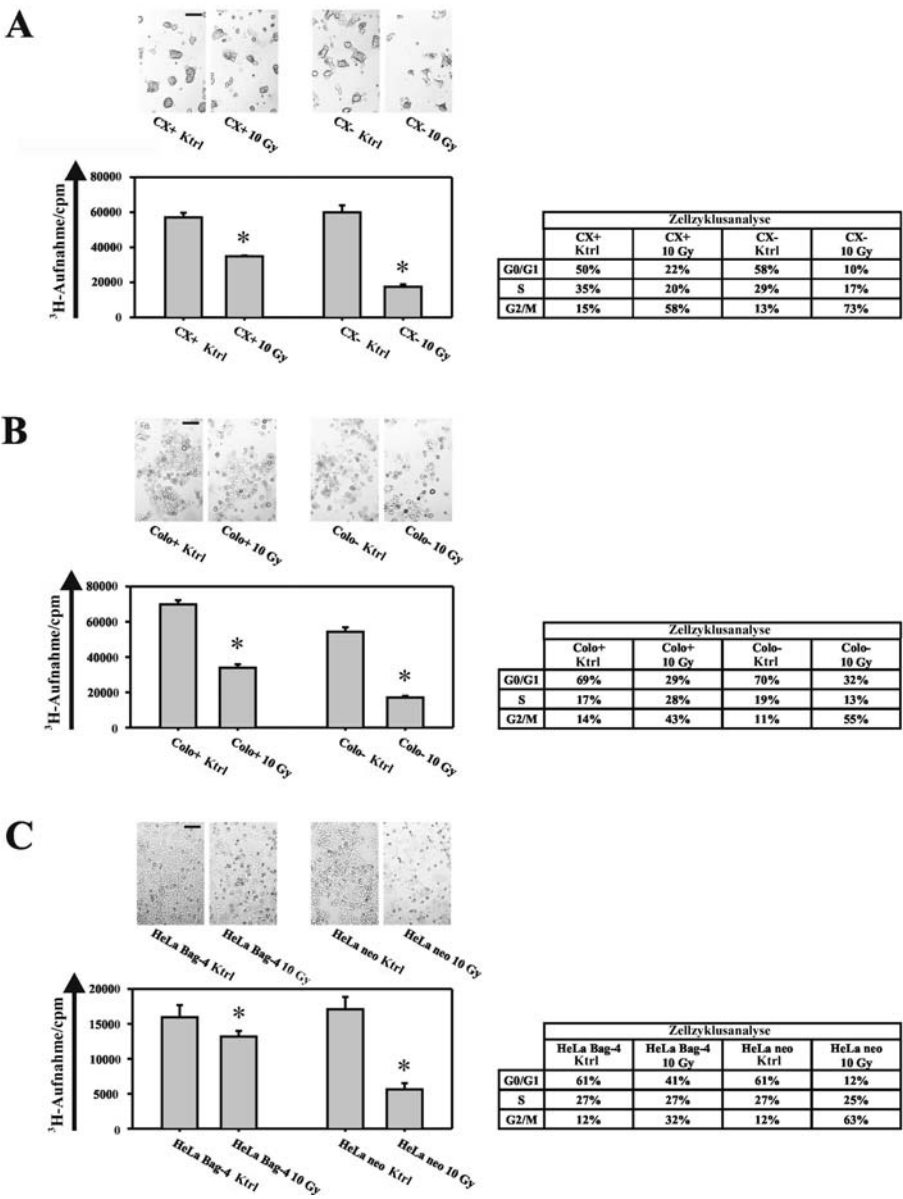 A
CX+ Ktrl
CX+ 10 Gy
CX- Ktrl
CX- 10 Gy
³H-Aufnahme/cpm
80000
60000
40000
20000
0
*
*
CX+ Ktrl
CX+ 10 Gy
CX- Ktrl
CX- 10 Gy
Zellzyklusanalyse
CX+ Ktrl CX+ 10 Gy CX- Ktrl CX- 10 Gy
G0/G1 50% 22% 58% 10%
S 35% 20% 29% 17%
G2/M 15% 58% 13% 73%
B
Colo+ Ktrl
Colo+ 10 Gy
Colo- Ktrl
Colo- 10 Gy
³H-Aufnahme/cpm
80000
60000
40000
20000
0
*
*
Colo+ Ktrl
Colo+ 10 Gy
Colo- Ktrl
Colo- 10 Gy
Zellzyklusanalyse
Colo+ Ktrl Colo+ 10 Gy Colo- Ktrl Colo- 10 Gy
G0/G1 69% 29% 70% 32%
S 17% 28% 19% 13%
G2/M 14% 43% 11% 55%
C
HeLa Bag-4 Ktrl
HeLa Bag-4 10 Gy
HeLa neo Ktrl
HeLa neo 10 Gy
³H-Aufnahme/cpm
20000
15000
10000
5000
0
*
*
HeLa Bag-4 Ktrl
HeLa Bag-4 10 Gy
HeLa neo Ktrl
HeLa neo 10 Gy
Zellzyklusanalyse
HeLa Bag-4 Ktrl HeLa Bag-4 10 Gy HeLa neo Ktrl HeLa neo 10 Gy
G0/G1 61% 41% 61% 12%
S 27% 27% 27% 25%
G2/M 12% 32% 12% 63%